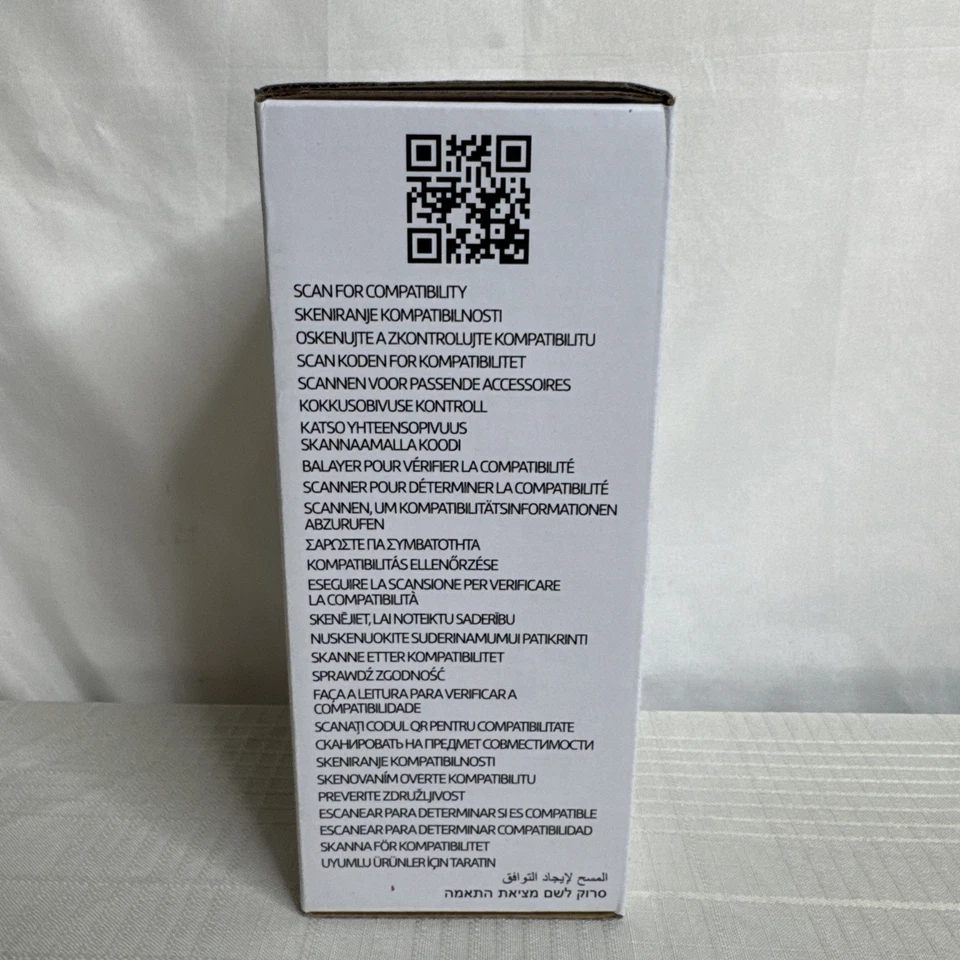 SCAN FOR COMPATIBILITY
SKENIRANJE KOMPATIBILNOSTI
OSKENUJTE A ZKONTROLUJTE KOMPATIBILITU
SCAN KODEN FOR KOMPATIBILITET
SCANNEN VOOR PASSENDE ACCESSOIRES
KOKKUSOBIVUSE KONTROLL
KATSO YHTEENSOPIVUUS
SKANNAAMALLA KOODI
BALAYER POUR VÉRIFIER LA COMPATIBILITÉ
SCANNER POUR DÉTERMINER LA COMPATIBILITÉ
SCANNEN, UM KOMPATIBILITÄTSINFORMATIONEN
ABZURUFEN
ΣΑΡΩΣΤΕ ΓΙΑ ΣΥΜΒΑΤΟΤΗΤΑ
KOMPATIBILITÁS ELLENŐRZÉSE
ESEGUIRE LA SCANSIONE PER VERIFICARE
LA COMPATIBILITÀ
SKENĒJIET, LAI NOTEIKTU SADERĪBU
NUSKENUOKITE SUDERINAMUMUI PATIKRINTI
SKANNE ETTER KOMPATIBILITET
SPRAWDŹ ZGODNOŚĆ
FAÇA A LEITURA PARA VERIFICAR A
COMPATIBILIDADE
SCANAȚI CODUL QR PENTRU COMPATIBILITATE
СКАНИРОВАТЬ НА ПРЕДМЕТ СОВМЕСТИМОСТИ
SKENIRANJE KOMPATIBILNOSTI
SKENOVANÍM OVERTE KOMPATIBILITU
PREVERITE ZDRUŽLJIVOST
ESCANEAR PARA DETERMINAR SI ES COMPATIBLE
ESCANEAR PARA DETERMINAR COMPATIBILIDAD
SKANNA FÖR KOMPATIBILITET
UYUMLU ÜRÜNLER İÇIN TARATIN
المسح لإيجاد التوافق
סרוק לשם מציאת התאמה